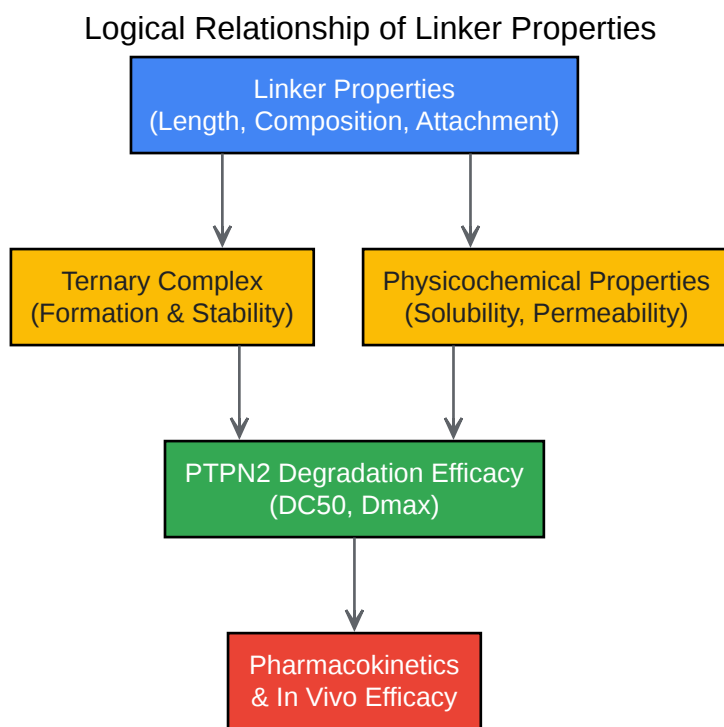 Logical Relationship of Linker Properties
Linker Properties
(Length, Composition, Attachment)
Ternary Complex
(Formation & Stability)
Physicochemical Properties
(Solubility, Permeability)
PTPN2 Degradation Efficacy
(DC50, Dmax)
Pharmacokinetics
& In Vivo Efficacy